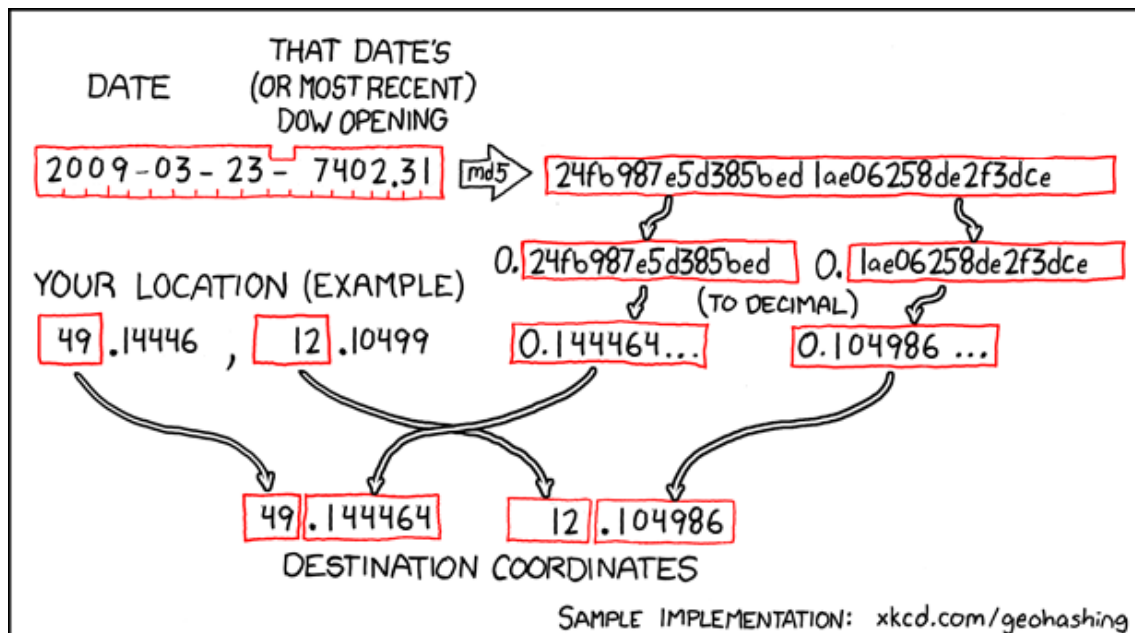 DATE
THAT DATE'S
(OR MOST RECENT)
DOW OPENING
2009-03-23- 7402.31
md5
24fb987e5d385bed1ae06258de2f3dce
0.24fb987e5d385bed
0.1ae06258de2f3dce
(TO DECIMAL)
0.144464...
0.104986 ...
YOUR LOCATION (EXAMPLE)
49.14446 , 12.10499
49.144464 12.104986
DESTINATION COORDINATES
SAMPLE IMPLEMENTATION: xkcd.com/geohashing